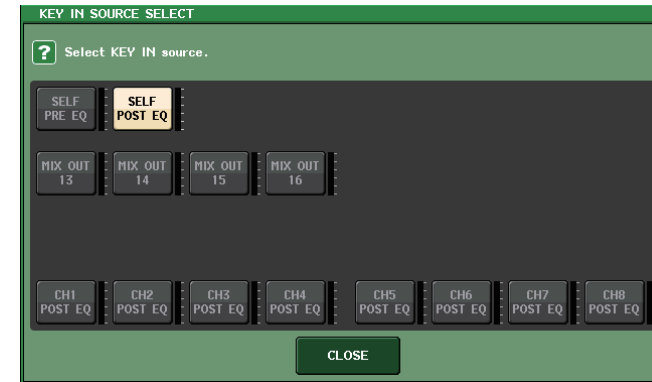 KEY IN SOURCE SELECT
? Select KEY IN source.
SELF
PRE EQ
SELF
POST EQ
MIX OUT
13
MIX OUT
14
MIX OUT
15
MIX OUT
16
CH1
POST EQ
CH2
POST EQ
CH3
POST EQ
CH4
POST EQ
CH5
POST EQ
CH6
POST EQ
CH7
POST EQ
CH8
POST EQ
CLOSE